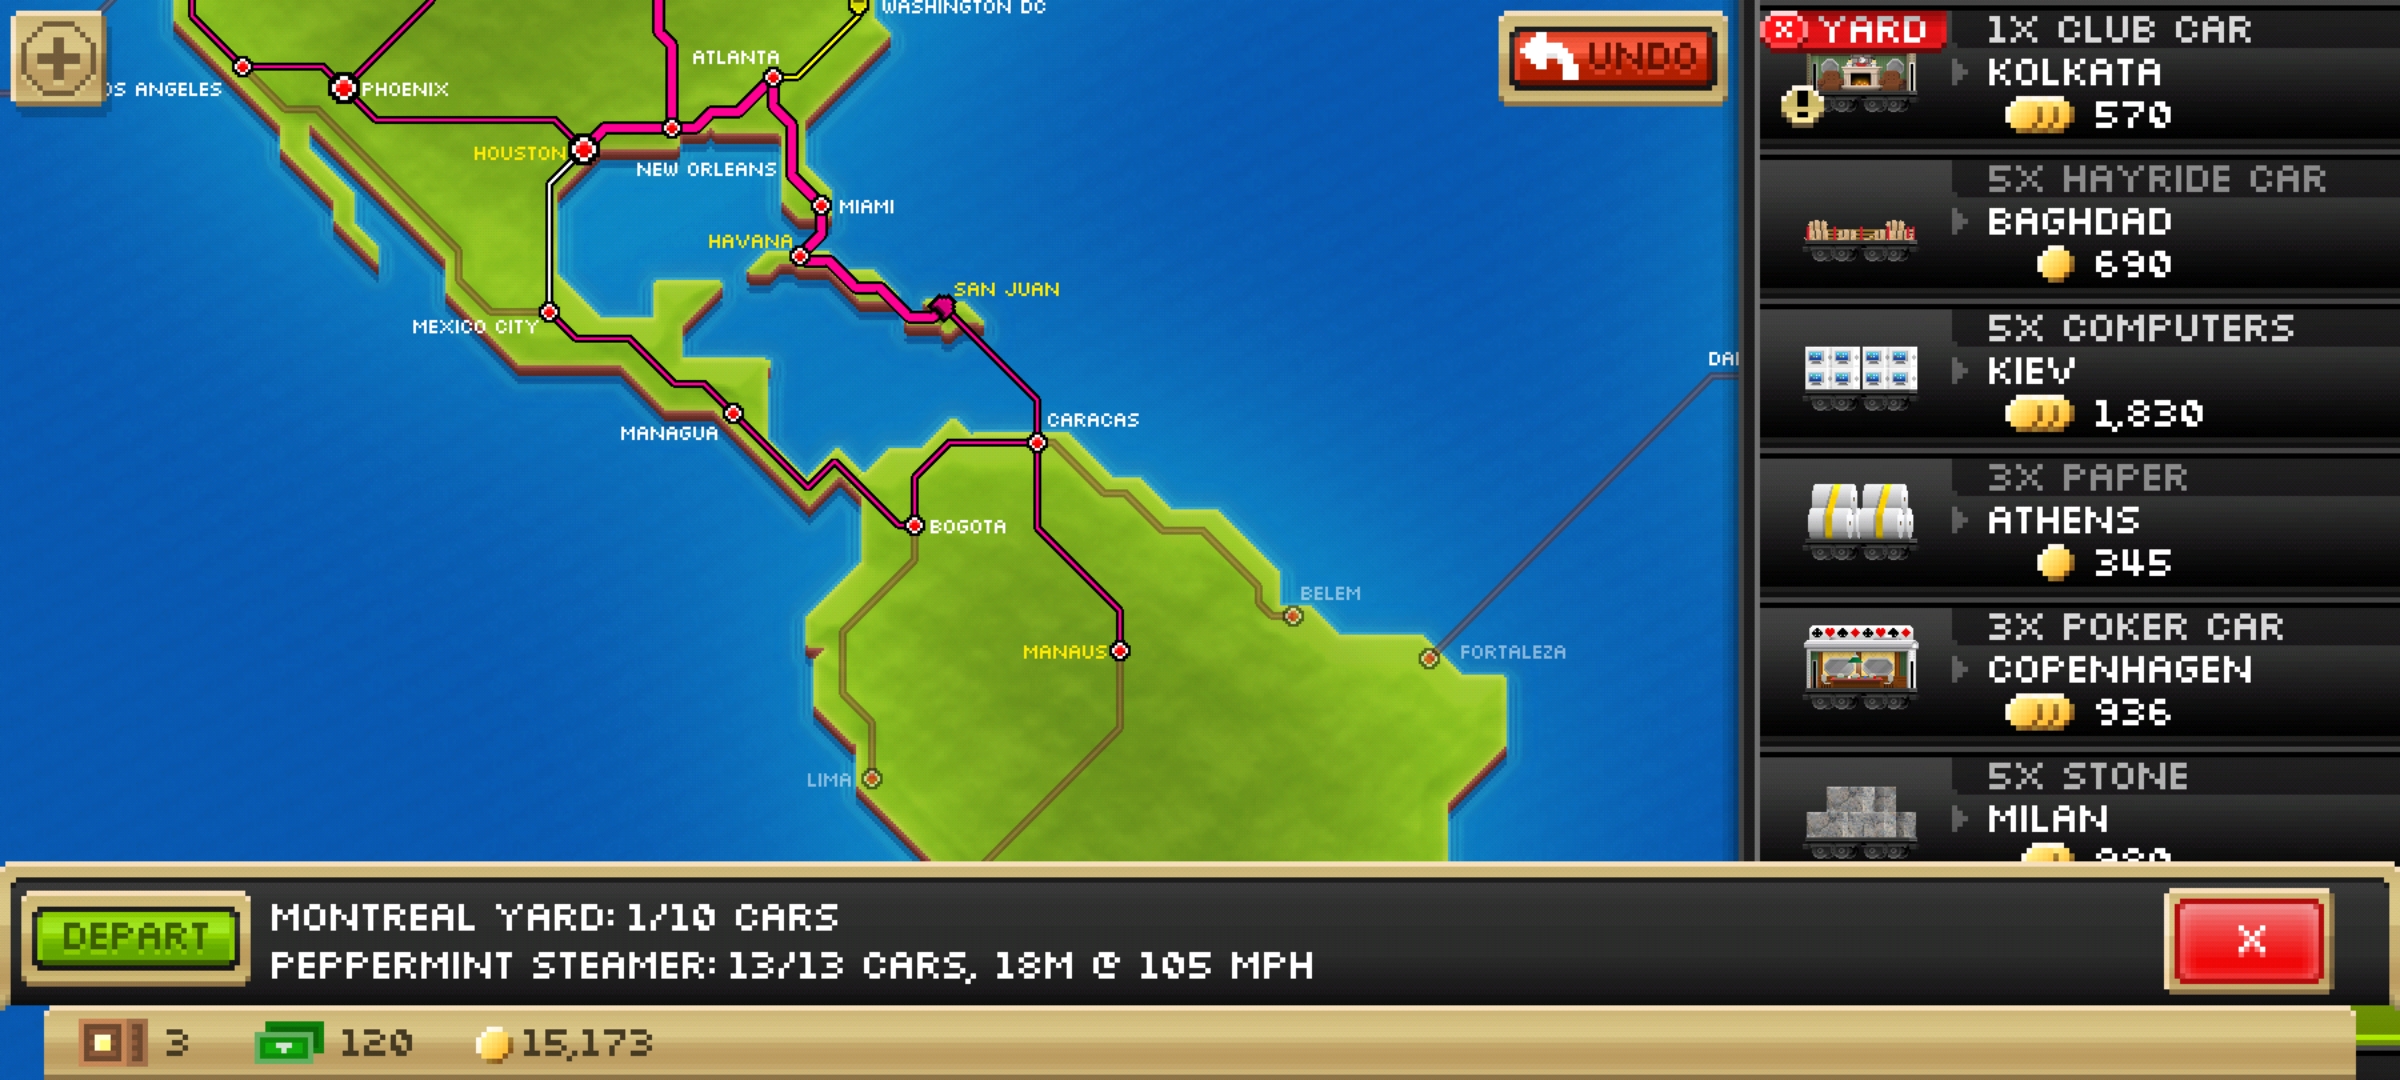 WASHINGTON DC
ATLANTA
OS ANGELES
PHOENIX
HOUSTON
NEW ORLEANS
MIAMI
HAVANA
SAN JUAN
MEXICO CITY
MANAGUA
CARACAS
BOGOTA
BELEM
MANAUS
FORTALEZA
LIMA
DA
UNDO
YARD
1X CLUB CAR
KOLKATA
570
5X HAYRIDE CAR
BAGHDAD
690
5X COMPUTERS
KIEV
1,830
3X PAPER
ATHENS
345
3X POKER CAR
COPENHAGEN
936
5X STONE
MILAN
DEPART
MONTREAL YARD: 1/10 CARS
PEPPERMINT STEAMER: 13/13 CARS, 18M @ 105 MPH
X
3
120
15,173